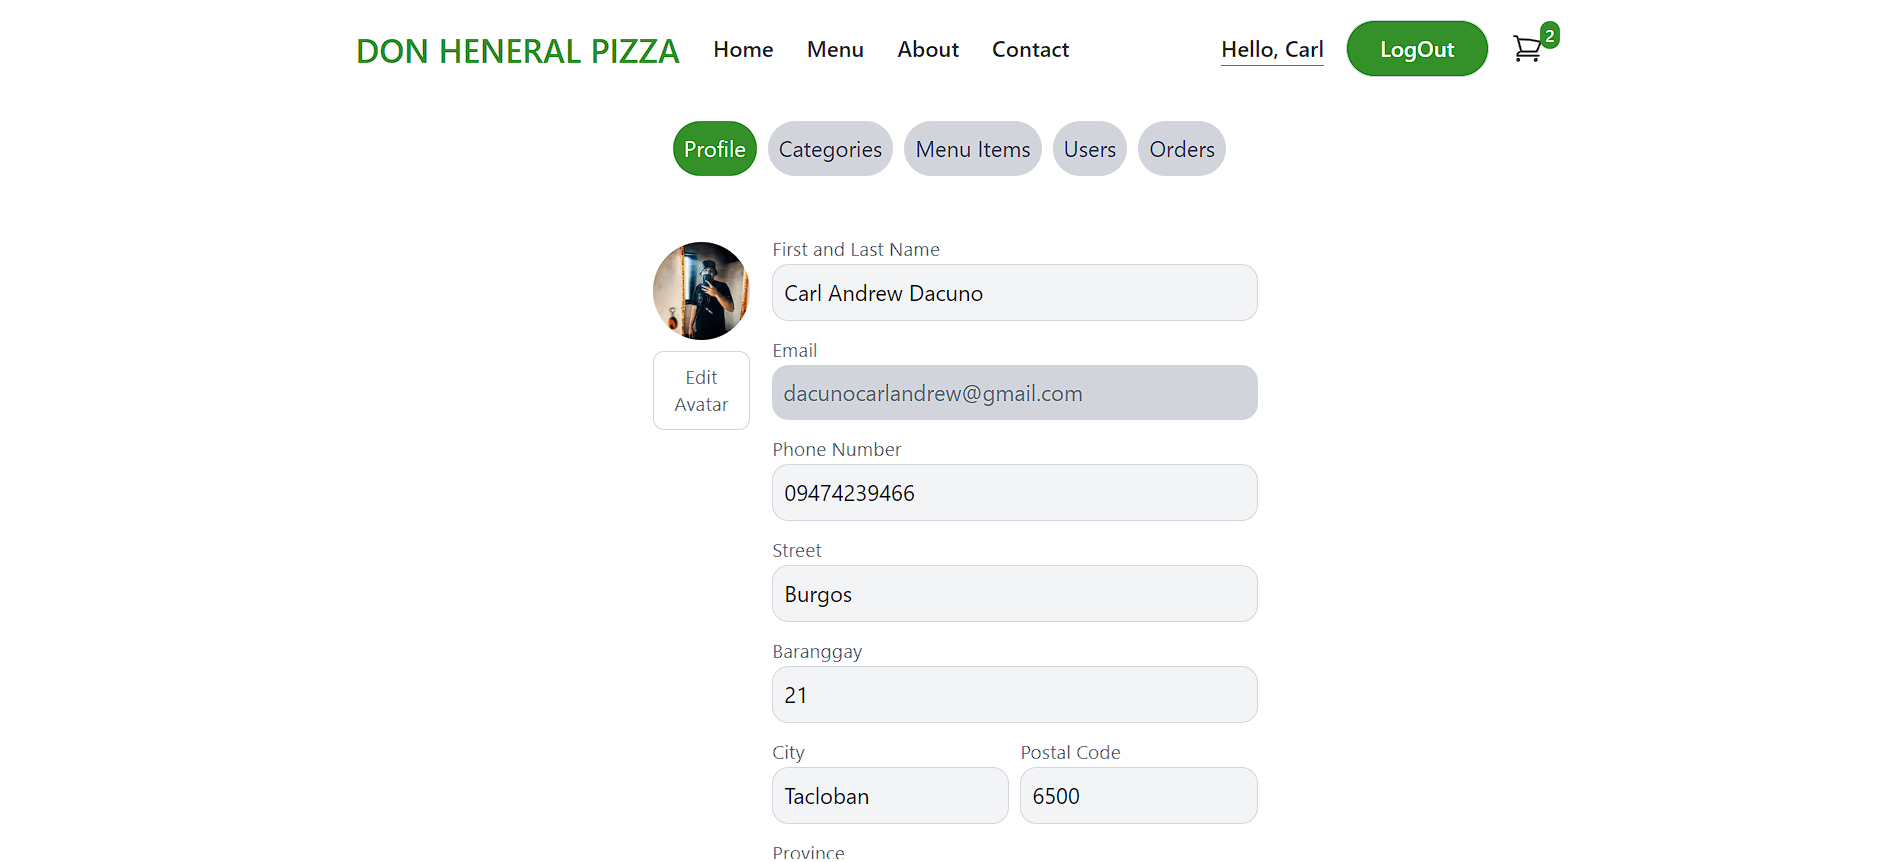 DON HENERAL PIZZA Home Menu About Contact Hello, Carl LogOut 2
Profile Categories Menu Items Users Orders
First and Last Name
Carl Andrew Dacuno
Edit
Avatar
Email
dacunocarlandrew@gmail.com
Phone Number
09474239466
Street
Burgos
Baranggay
21
City Postal Code
Tacloban 6500
Province